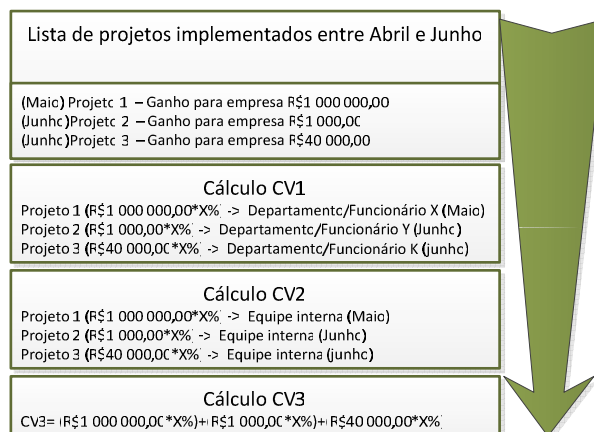 Lista de projetos implementados entre Abril e Junho
(Maio) Projeto 1 – Ganho para empresa R$1 000 000,00
(Junho)Projeto 2 – Ganho para empresa R$1 000,00
(Junho)Projeto 3 – Ganho para empresa R$40 000,00
Cálculo CV1
Projeto 1 (R$1 000 000,00*X%) -> Departamento/Funcionário X (Maio)
Projeto 2 (R$1 000,00*X%) -> Departamento/Funcionário Y (Junho)
Projeto 3 (R$40 000,00*X%) -> Departamento/Funcionário K (junho)
Cálculo CV2
Projeto 1 (R$1 000 000,00*X%) -> Equipe interna (Maio)
Projeto 2 (R$1 000,00*X%) -> Equipe interna (Junho)
Projeto 3 (R$40 000,00*X%) -> Equipe interna (junho)
Cálculo CV3
CV3= (R$1 000 000,00*X%)+(R$1 000,00*X%)+(R$40 000,00*X%)